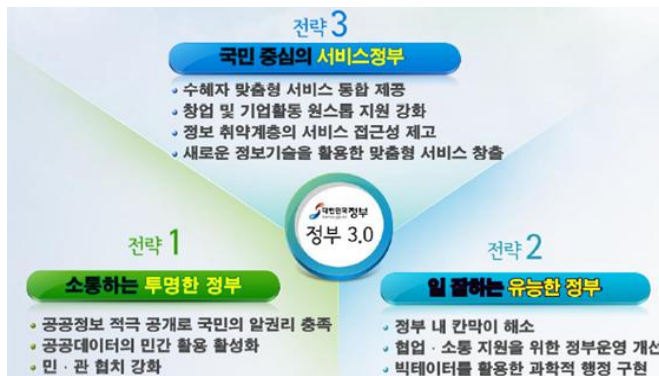 전략 3
국민 중심의 서비스정부
수혜자 맞춤형 서비스 통합 제공
창업 및 기업활동 원스톱 지원 강화
정보 취약계층의 서비스 접근성 제고
새로운 정보기술을 활용한 맞춤형 서비스 창출
대한민국정부
정부 3.0
전략 1
소통하는 투명한 정부
공공정보 적극 공개로 국민의 알권리 충족
공공데이터의 민간 활용 활성화
민·관 협치 강화
전략 2
일 잘하는 유능한 정부
정부 내 칸막이 해소
협업·소통 지원을 위한 정부운영 개선
빅데이터를 활용한 과학적 행정 구현